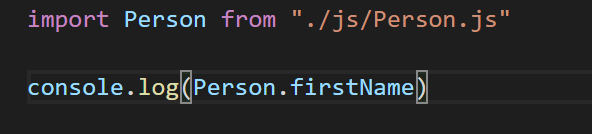 import Person from "./js/Person.js"
console.log(Person.firstName)